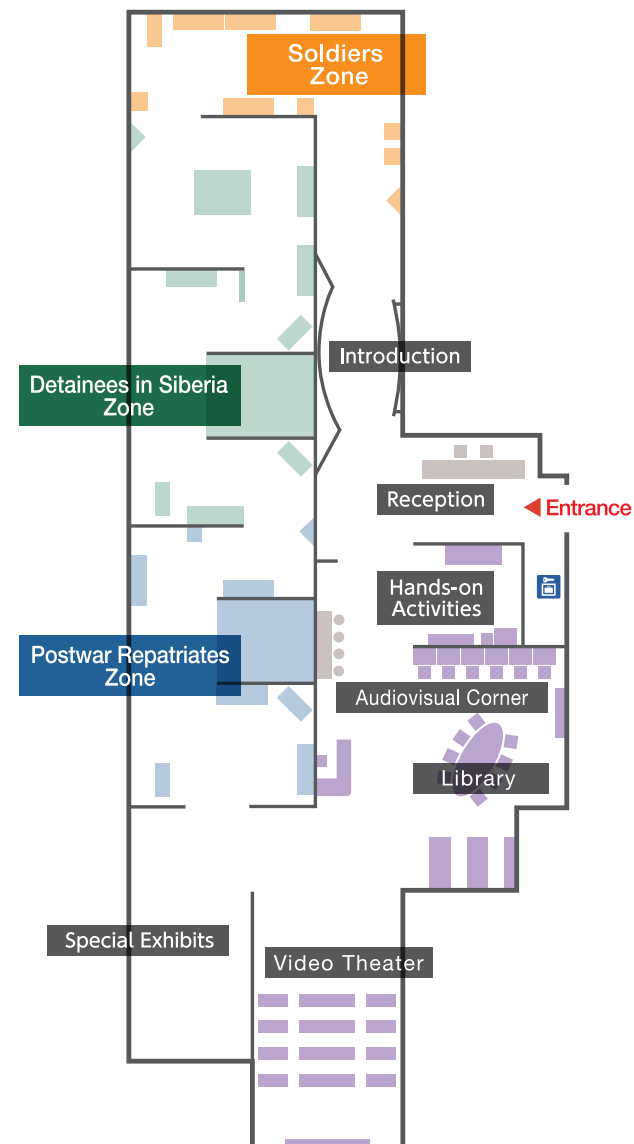 Soldiers
Zone
Introduction
Detainees in Siberia
Zone
Reception
Entrance
Hands-on
Activities
Postwar Repatriates
Zone
Audiovisual Corner
Library
Special Exhibits
Video Theater